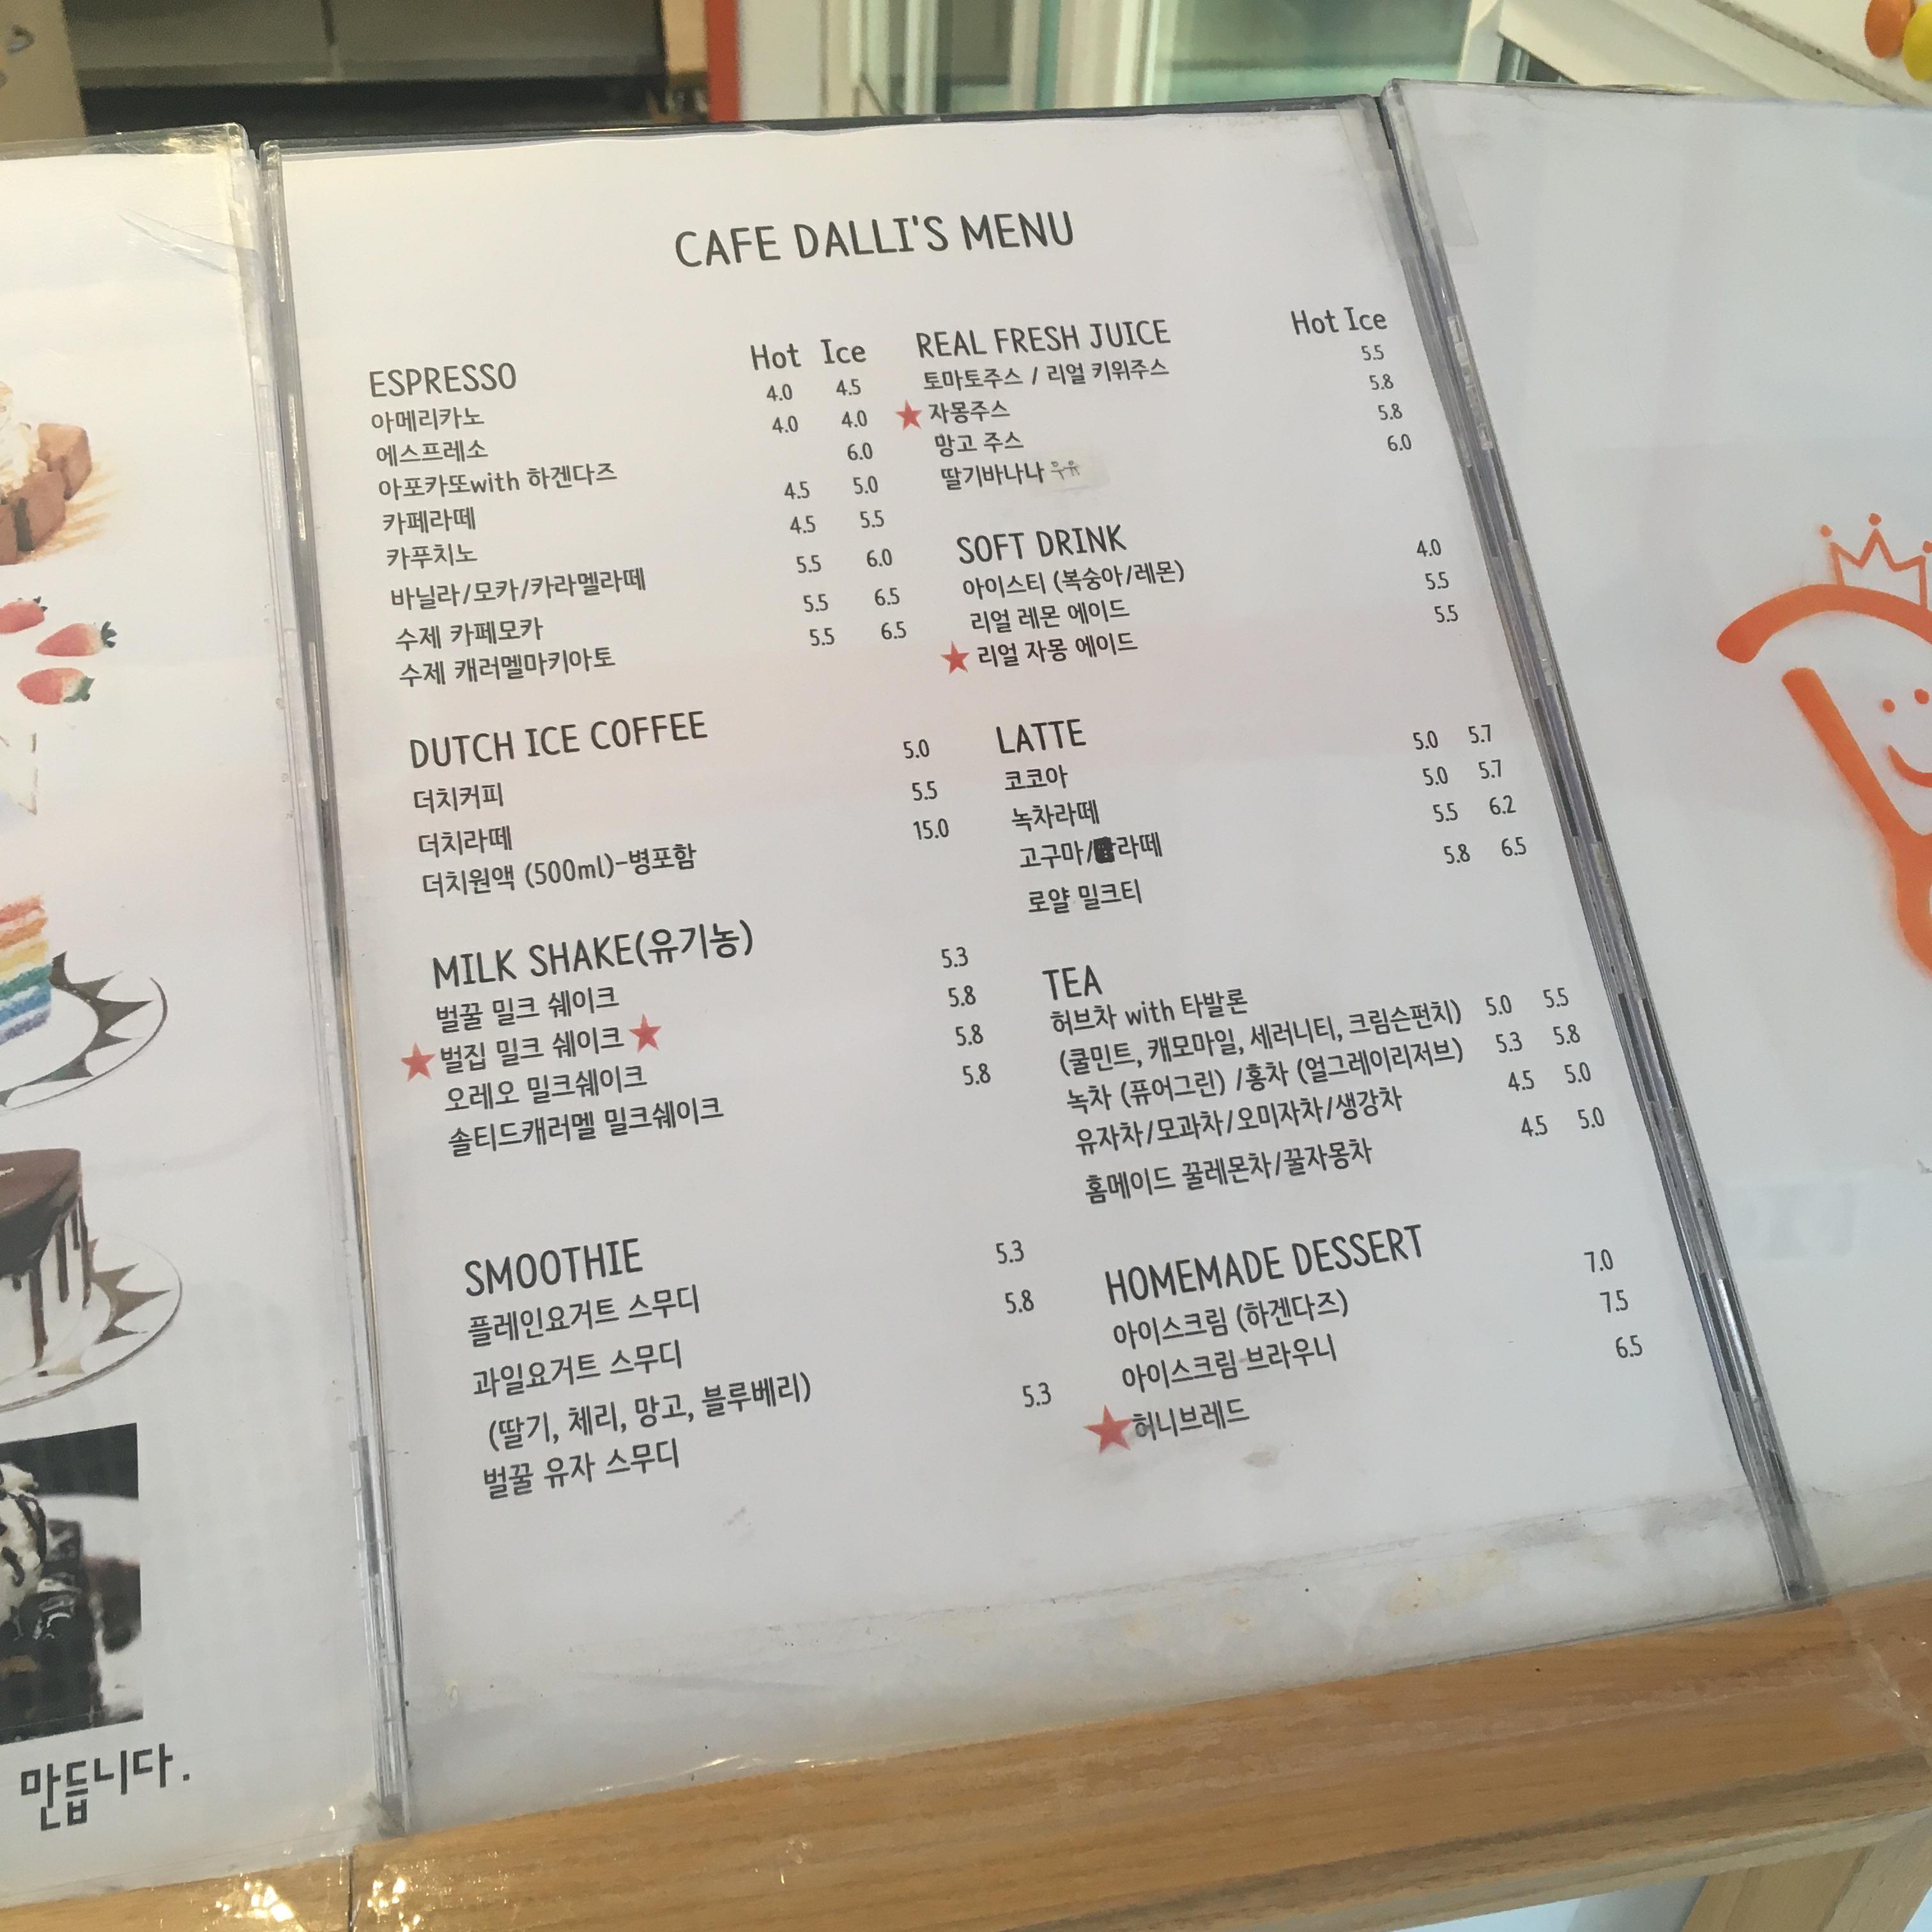 CAFE DALLI'S MENU
Hot Ice
ESPRESSO
아메리카노 4.0 4.5
에스프레소 4.0 4.0
아포카또with 하겐다즈 6.0
카페라떼 4.5 5.0
카푸치노 4.5 5.5
바닐라/모카/카라멜라떼 5.5 6.0
수제 카페모카 5.5 6.5
수제 캐러멜마키아토 5.5 6.5
DUTCH ICE COFFEE
더치커피 5.0
더치라떼 5.5
더치원액 (500ml)-병포함 15.0
MILK SHAKE(유기농)
벌꿀 밀크 쉐이크 5.3
★벌집 밀크 쉐이크★ 5.8
오레오 밀크쉐이크 5.8
솔티드캐러멜 밀크쉐이크 5.8
SMOOTHIE
플레인요거트 스무디 5.3
과일요거트 스무디 5.8
(딸기, 체리, 망고, 블루베리)
벌꿀 유자 스무디 5.3
Hot Ice
REAL FRESH JUICE
토마토주스 / 리얼 키위주스 5.5
★자몽주스 5.8
망고 주스 5.8
딸기바나나 우유 6.0
SOFT DRINK
아이스티 (복숭아/레몬) 4.0
리얼 레몬 에이드 5.5
★리얼 자몽 에이드 5.5
LATTE
코코아 5.0 5.7
녹차라떼 5.0 5.7
고구마/라떼 5.5 6.2
로얄 밀크티 5.8 6.5
TEA
허브차 with 타발론
(쿨민트, 캐모마일, 세러니티, 크림슨펀치) 5.0 5.5
녹차 (퓨어그린) /홍차 (얼그레이리저브) 5.3 5.8
유자차/모과차/오미자차/생강차 4.5 5.0
홈메이드 꿀레몬차/꿀자몽차 4.5 5.0
HOMEMADE DESSERT
아이스크림 (하겐다즈) 7.0
아이스크림 브라우니 7.5
★허니브레드 6.5
만듭니다.